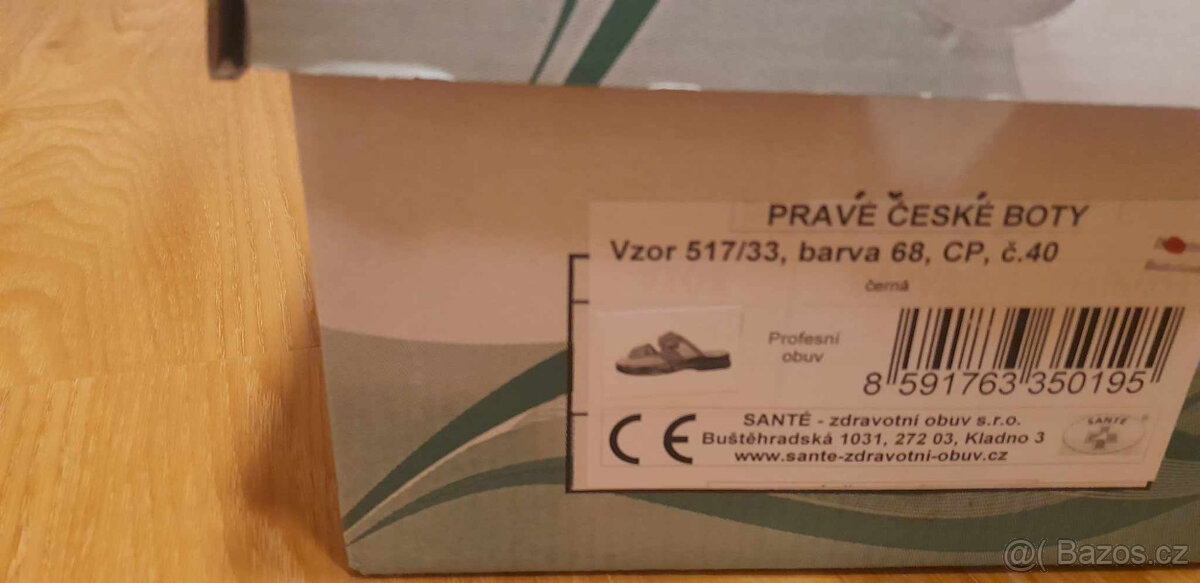 PRAVÉ ČESKÉ BOTY
Vzor 517/33, barva 68, CP, č.40
černá
Profesní
obuv
8 591763 350195
CE
SANTÉ - zdravotní obuv s.r.o.
Buštěhradská 1031, 272 03, Kladno 3
www.sante-zdravotni-obuv.cz
SANTÉ
®
@( Bazos.cz